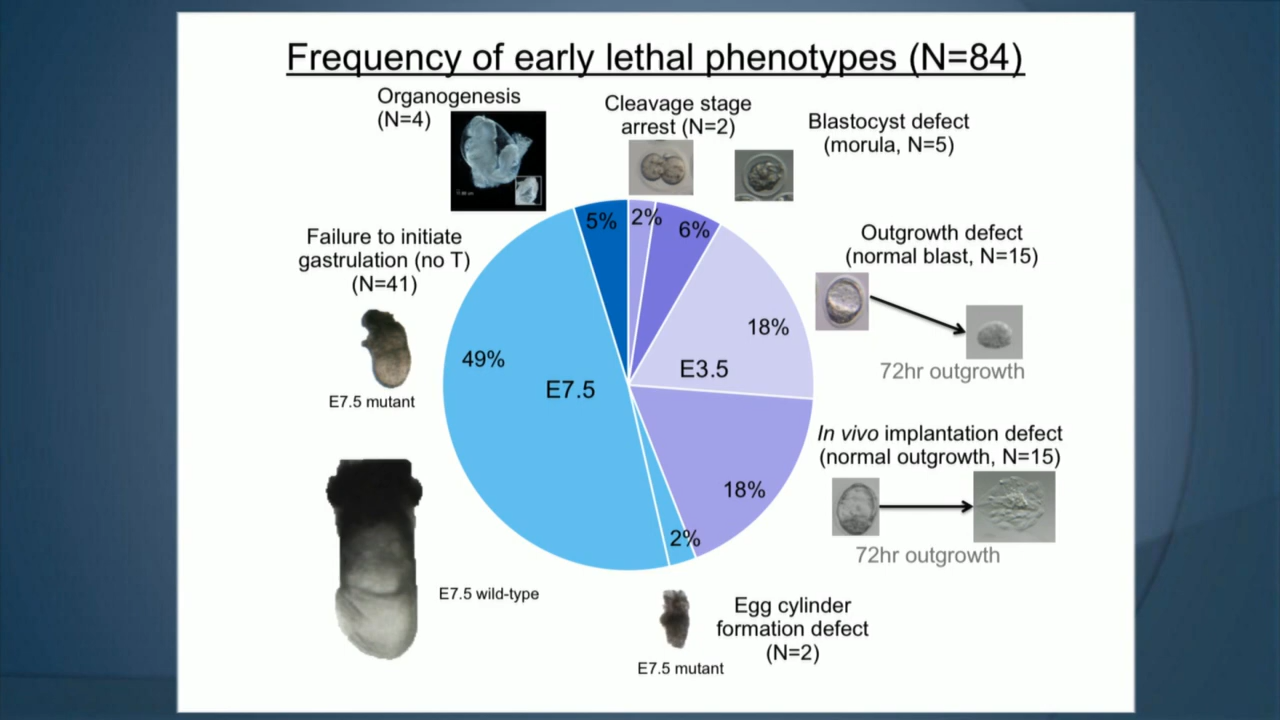 Frequency of early lethal phenotypes (N=84)
Organogenesis
(N=4)
Cleavage stage
arrest (N=2)
Blastocyst defect
(morula, N=5)
5%
2%
6%
Failure to initiate
gastrulation (no T)
(N=41)
Outgrowth defect
(normal blast, N=15)
18%
49%
E7.5
E3.5
72hr outgrowth
E7.5 mutant
In vivo implantation defect
(normal outgrowth, N=15)
18%
72hr outgrowth
2%
E7.5 wild-type
Egg cylinder
formation defect
(N=2)
E7.5 mutant